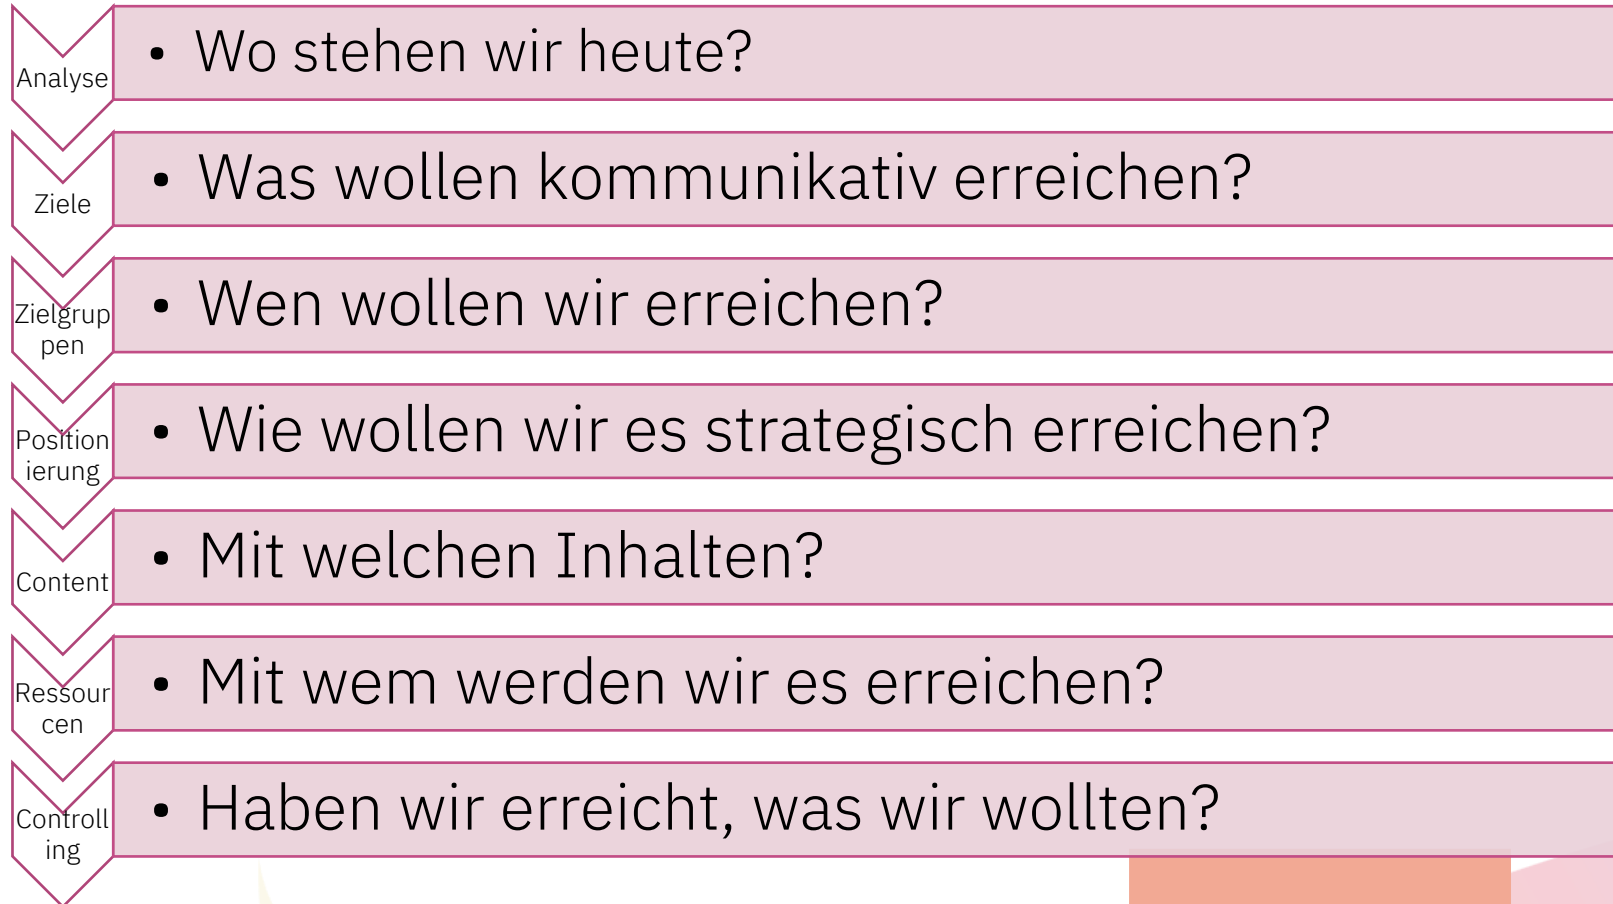 Analyse
• Wo stehen wir heute?
Ziele
• Was wollen kommunikativ erreichen?
Zielgrup
pen
• Wen wollen wir erreichen?
Position
ierung
• Wie wollen wir es strategisch erreichen?
Content
• Mit welchen Inhalten?
Ressour
cen
• Mit wem werden wir es erreichen?
Controll
ing
• Haben wir erreicht, was wir wollten?